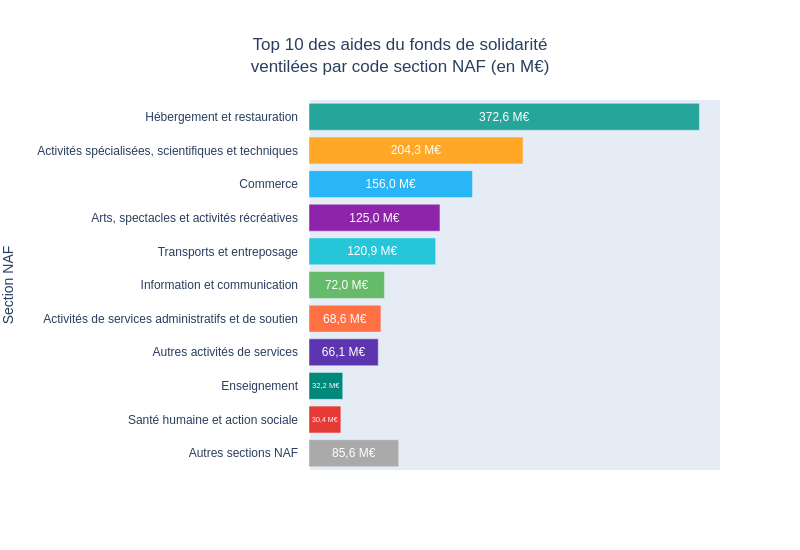 Top 10 des aides du fonds de solidarité
ventilées par code section NAF (en M€)
Section NAF
Hébergement et restauration 372,6 M€
Activités spécialisées, scientifiques et techniques 204,3 M€
Commerce 156,0 M€
Arts, spectacles et activités récréatives 125,0 M€
Transports et entreposage 120,9 M€
Information et communication 72,0 M€
Activités de services administratifs et de soutien 68,6 M€
Autres activités de services 66,1 M€
Enseignement 32,2 M€
Santé humaine et action sociale 30,4 M€
Autres sections NAF 85,6 M€